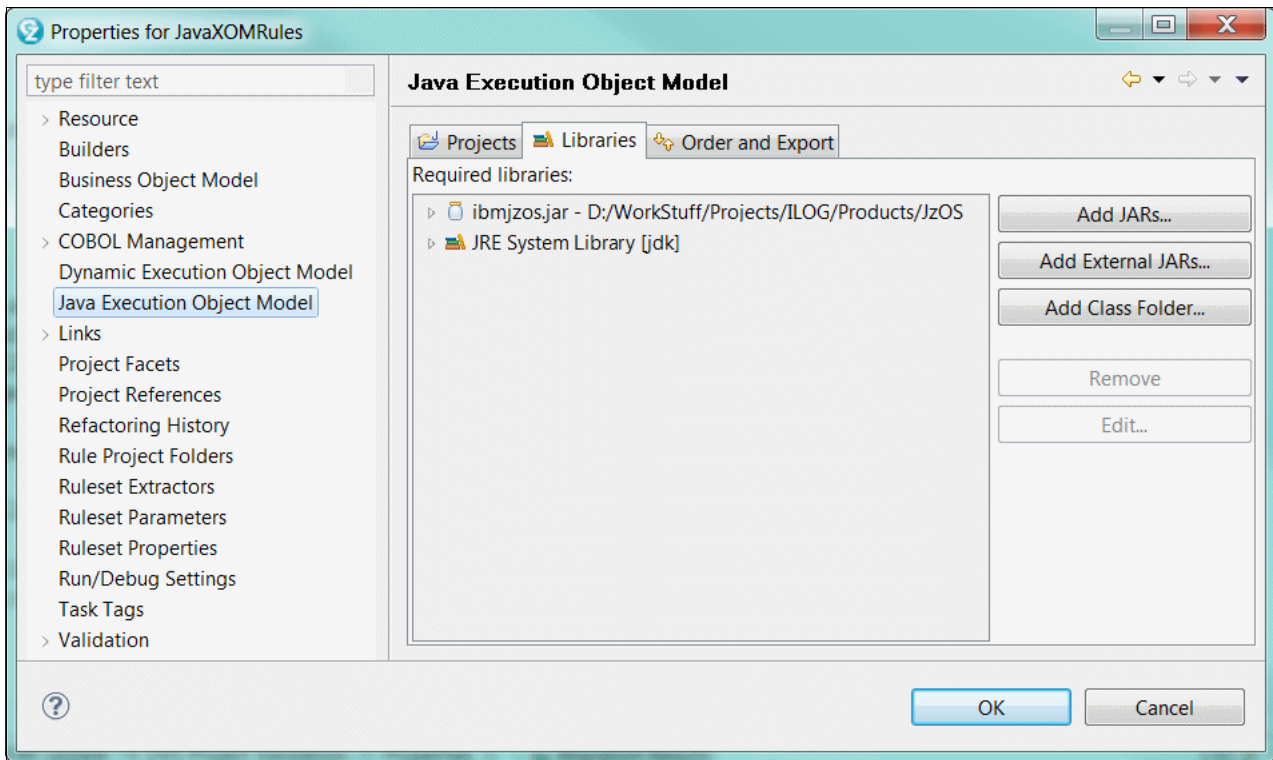 Properties for JavaXOMRules
type filter text
Resource
Builders
Business Object Model
Categories
COBOL Management
Dynamic Execution Object Model
Java Execution Object Model
Links
Project Facets
Project References
Refactoring History
Rule Project Folders
Ruleset Extractors
Ruleset Parameters
Ruleset Properties
Run/Debug Settings
Task Tags
Validation
Java Execution Object Model
Projects
Libraries
Order and Export
Required libraries:
ibmjzos.jar - D:/WorkStuff/Projects/ILOG/Products/JzOS
JRE System Library [jdk]
Add JARs...
Add External JARs...
Add Class Folder...
Remove
Edit...
OK
Cancel